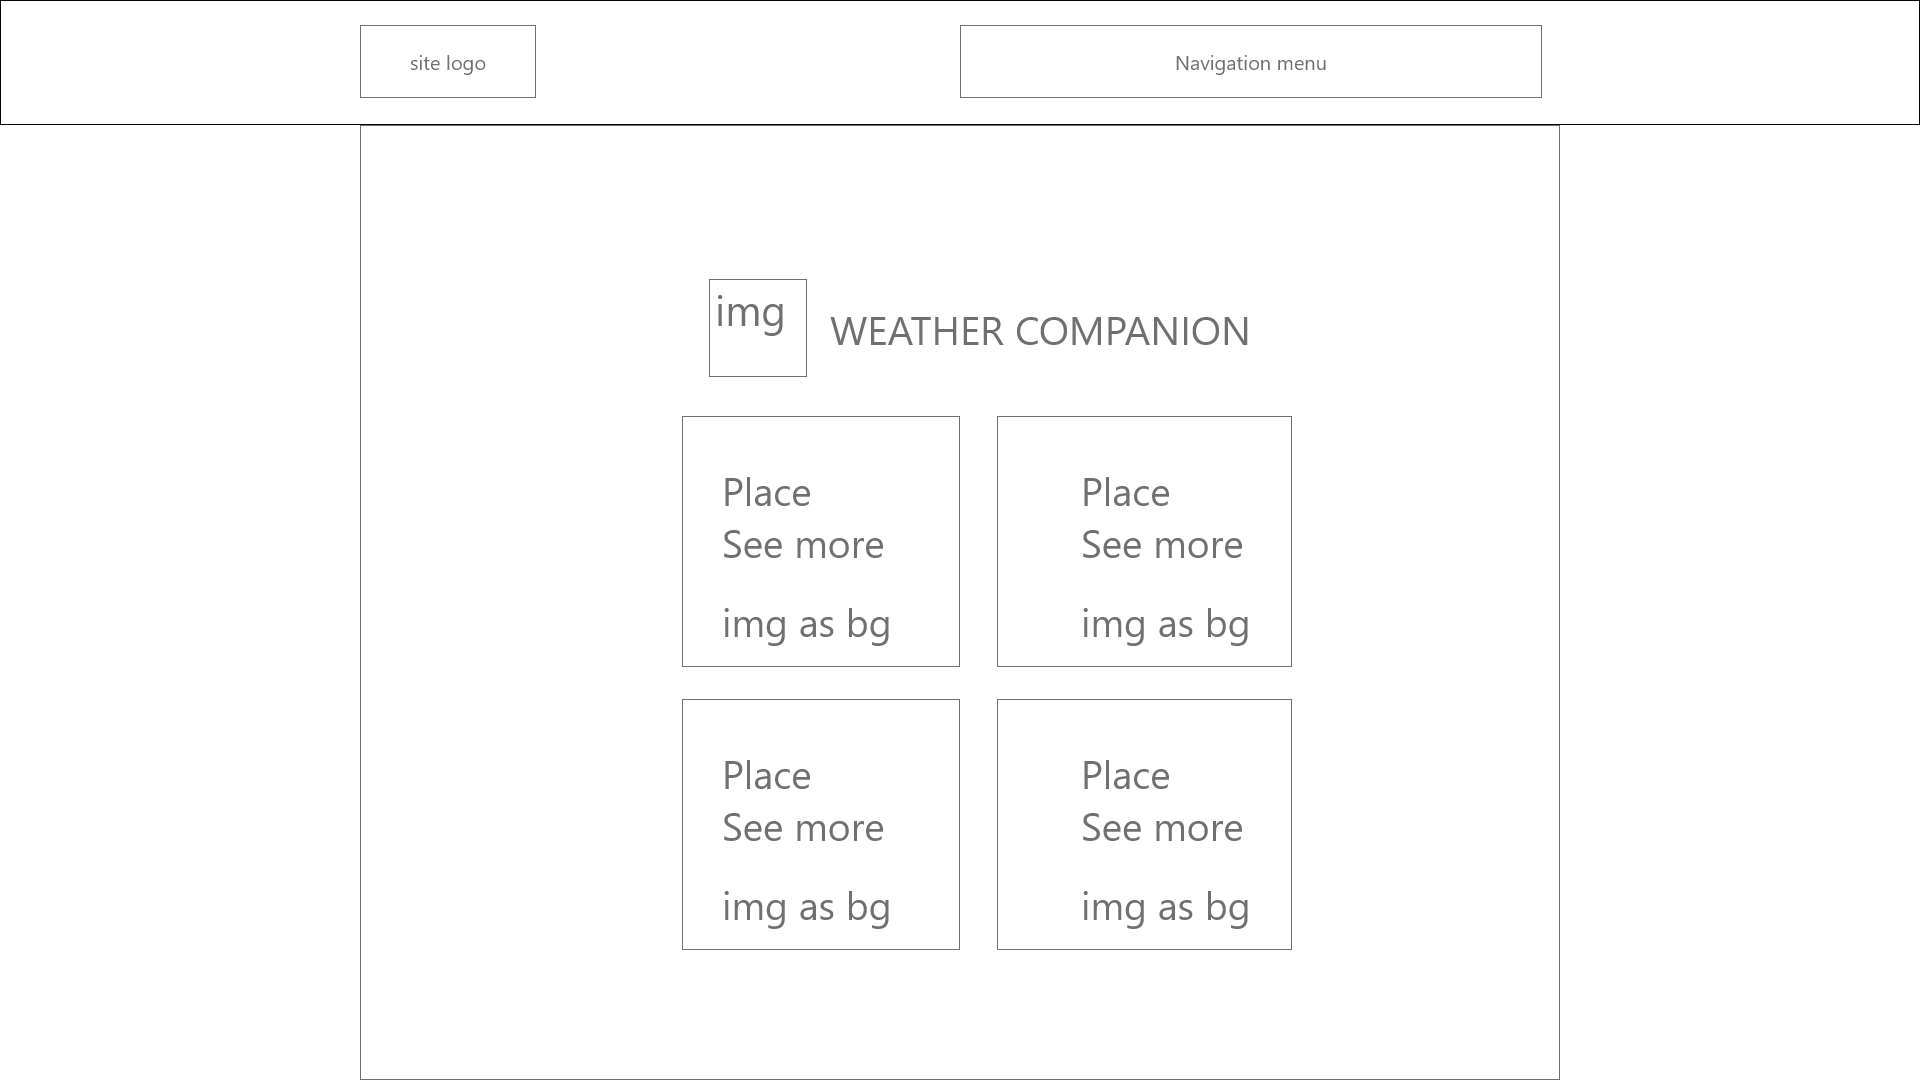 site logo
Navigation menu
img
WEATHER COMPANION
Place
See more
img as bg
Place
See more
img as bg
Place
See more
img as bg
Place
See more
img as bg